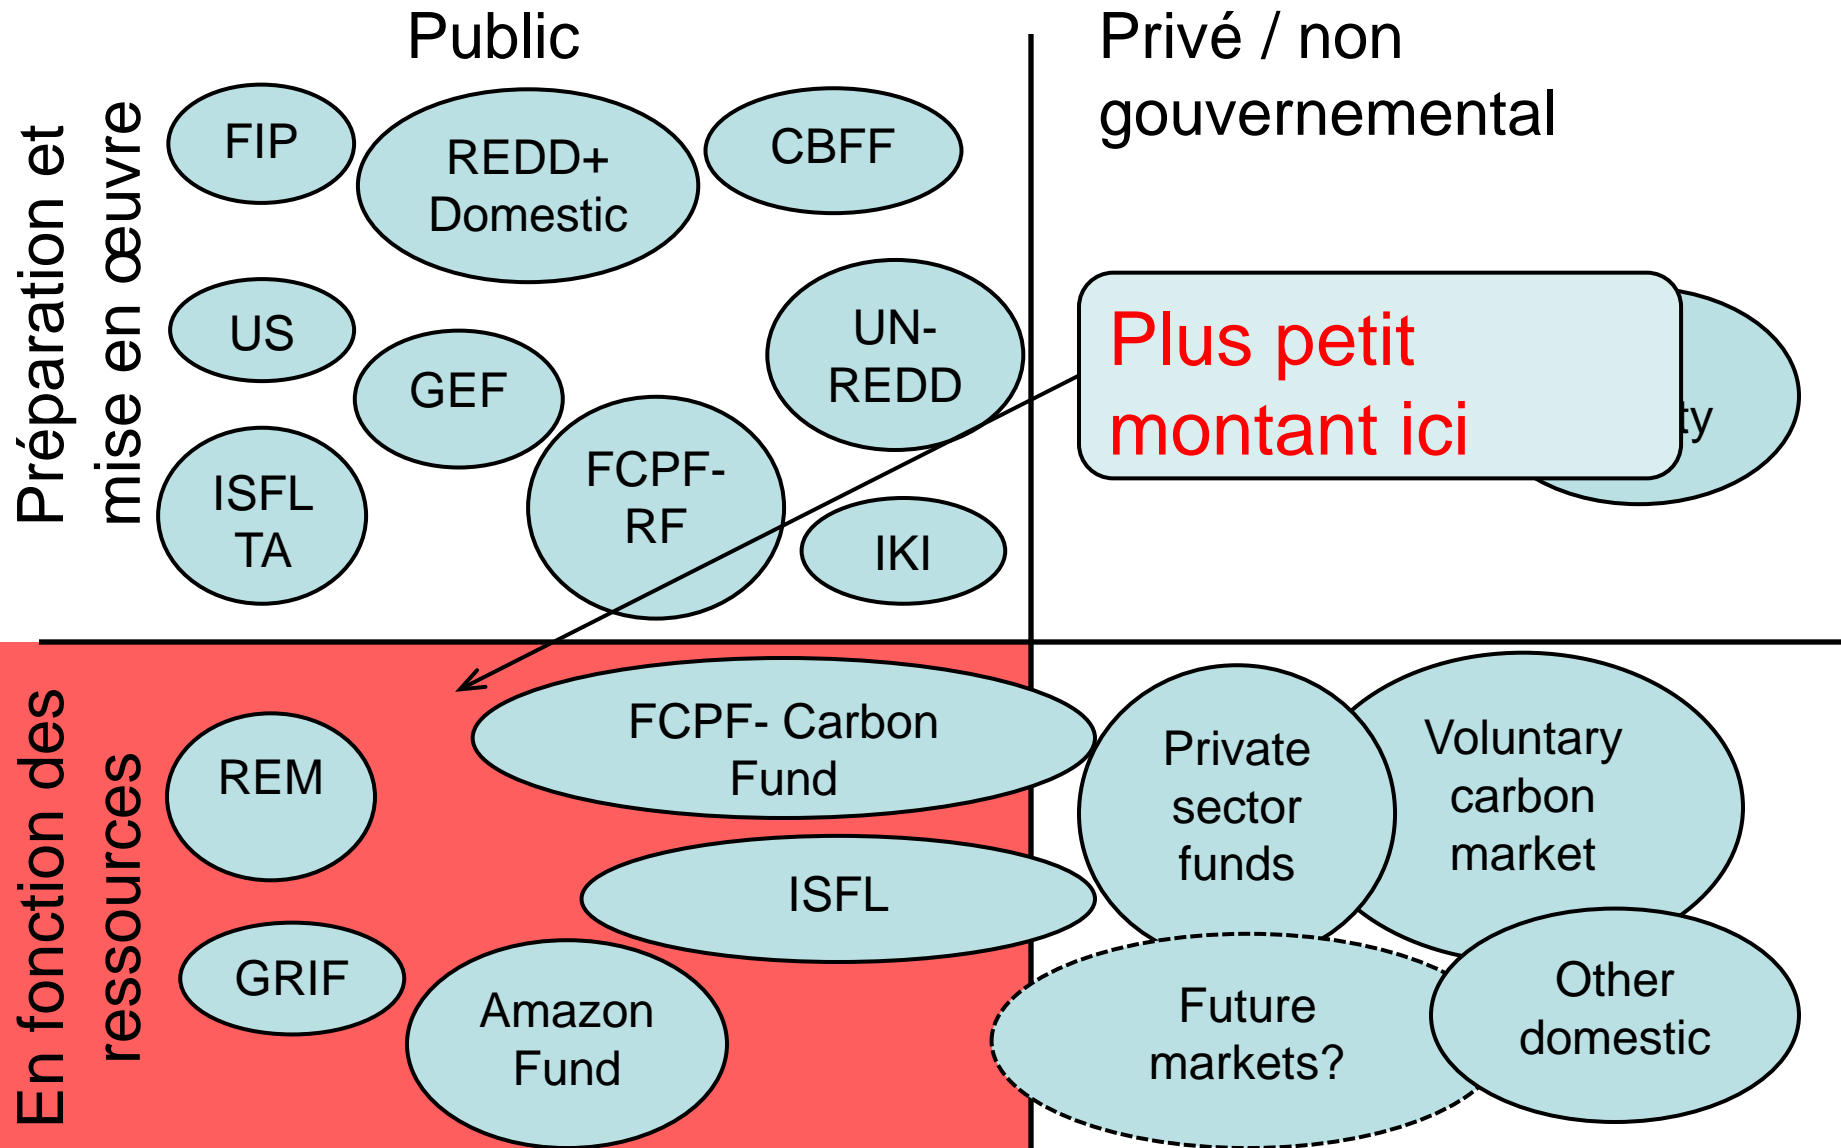 Public
Privé / non
gouvernemental
Préparation et
mise en œuvre
FIP
REDD+
Domestic
CBFF
US
GEF
UN-
REDD
ISFL
TA
FCPF-
RF
IKI
Plus petit
montant ici
En fonction des
ressources
REM
FCPF- Carbon
Fund
ISFL
GRIF
Amazon
Fund
Private
sector
funds
Voluntary
carbon
market
Future
markets?
Other
domestic